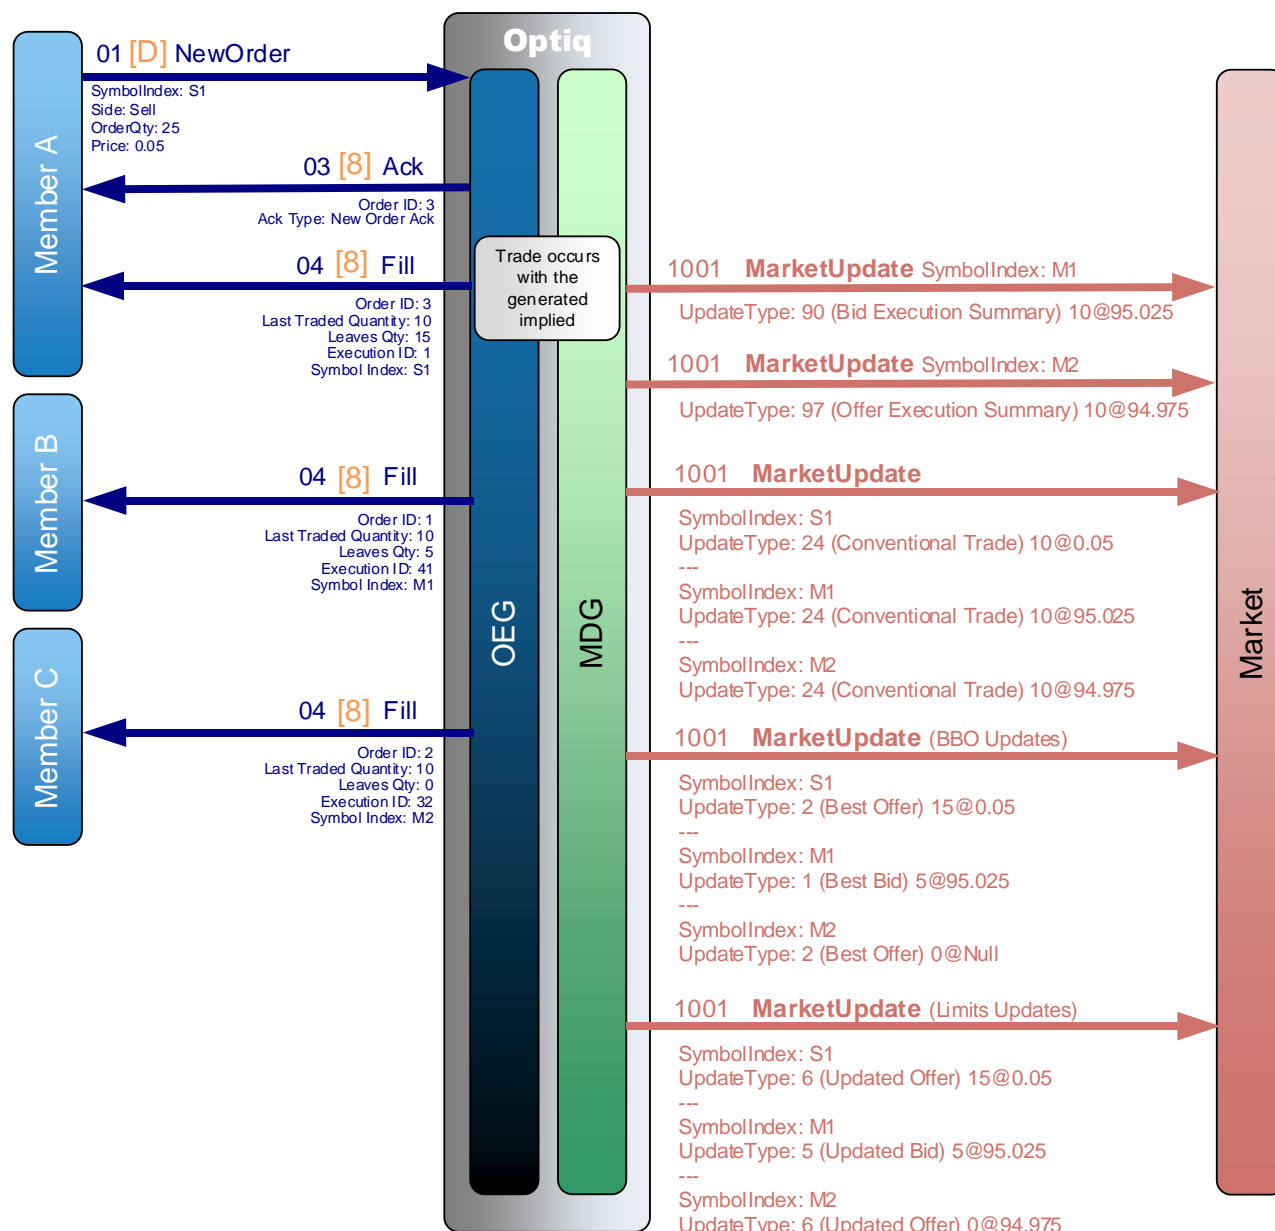 Optiq
Member A
01 [D] NewOrder
SymbolIndex: S1
Side: Sell
OrderQty: 25
Price: 0.05
03 [8] Ack
Order ID: 3
Ack Type: New Order Ack
04 [8] Fill
Order ID: 3
Last Traded Quantity: 10
Leaves Qty: 15
Execution ID: 1
Symbol Index: S1
Member B
04 [8] Fill
Order ID: 1
Last Traded Quantity: 10
Leaves Qty: 5
Execution ID: 41
Symbol Index: M1
Member C
04 [8] Fill
Order ID: 2
Last Traded Quantity: 10
Leaves Qty: 0
Execution ID: 32
Symbol Index: M2
OEG
MDG
Trade occurs
with the
generated
implied
1001 MarketUpdate SymbolIndex: M1
UpdateType: 90 (Bid Execution Summary) 10@95.025
1001 MarketUpdate SymbolIndex: M2
UpdateType: 97 (Offer Execution Summary) 10@94.975
1001 MarketUpdate
SymbolIndex: S1
UpdateType: 24 (Conventional Trade) 10@0.05
---
SymbolIndex: M1
UpdateType: 24 (Conventional Trade) 10@95.025
---
SymbolIndex: M2
UpdateType: 24 (Conventional Trade) 10@94.975
1001 MarketUpdate (BBO Updates)
SymbolIndex: S1
UpdateType: 2 (Best Offer) 15@0.05
---
SymbolIndex: M1
UpdateType: 1 (Best Bid) 5@95.025
---
SymbolIndex: M2
UpdateType: 2 (Best Offer) 0@Null
1001 MarketUpdate (Limits Updates)
SymbolIndex: S1
UpdateType: 6 (Updated Offer) 15@0.05
---
SymbolIndex: M1
UpdateType: 5 (Updated Bid) 5@95.025
---
SymbolIndex: M2
UpdateType: 6 (Updated Offer) 0@94.975
Market